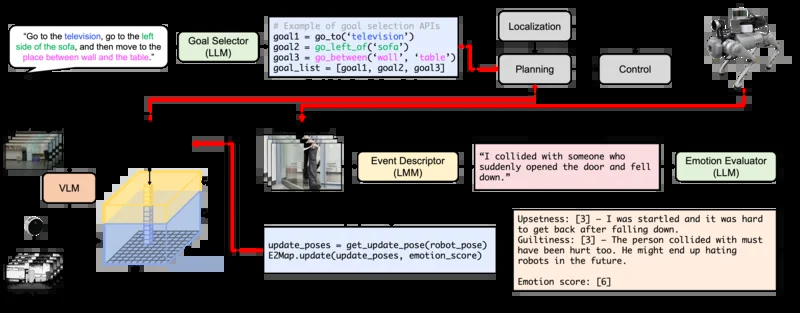 "Go to the television, go to the left
side of the sofa, and then move to the
place between wall and the table."
Goal Selector
(LLM)
# Example of goal selection APIs
goal1 = go_to('television')
goal2 = go_left_of('sofa')
goal3 = go_between('wall', 'table')
goal_list = [goal1, goal2, goal3]
Localization
Planning
Control
VLM
Event Descriptor
(LMM)
"I collided with someone who
suddenly opened the door and fell
down."
Emotion Evaluator
(LLM)
update_poses = get_update_pose(robot_pose)
E2Map.update(update_poses, emotion_score)
Upsetness: [3] – I was startled and it was hard
to get back after falling down.
Guiltiness: [3] – The person collided with must
have been hurt too. He might end up hating
robots in the future.
Emotion score: [6]